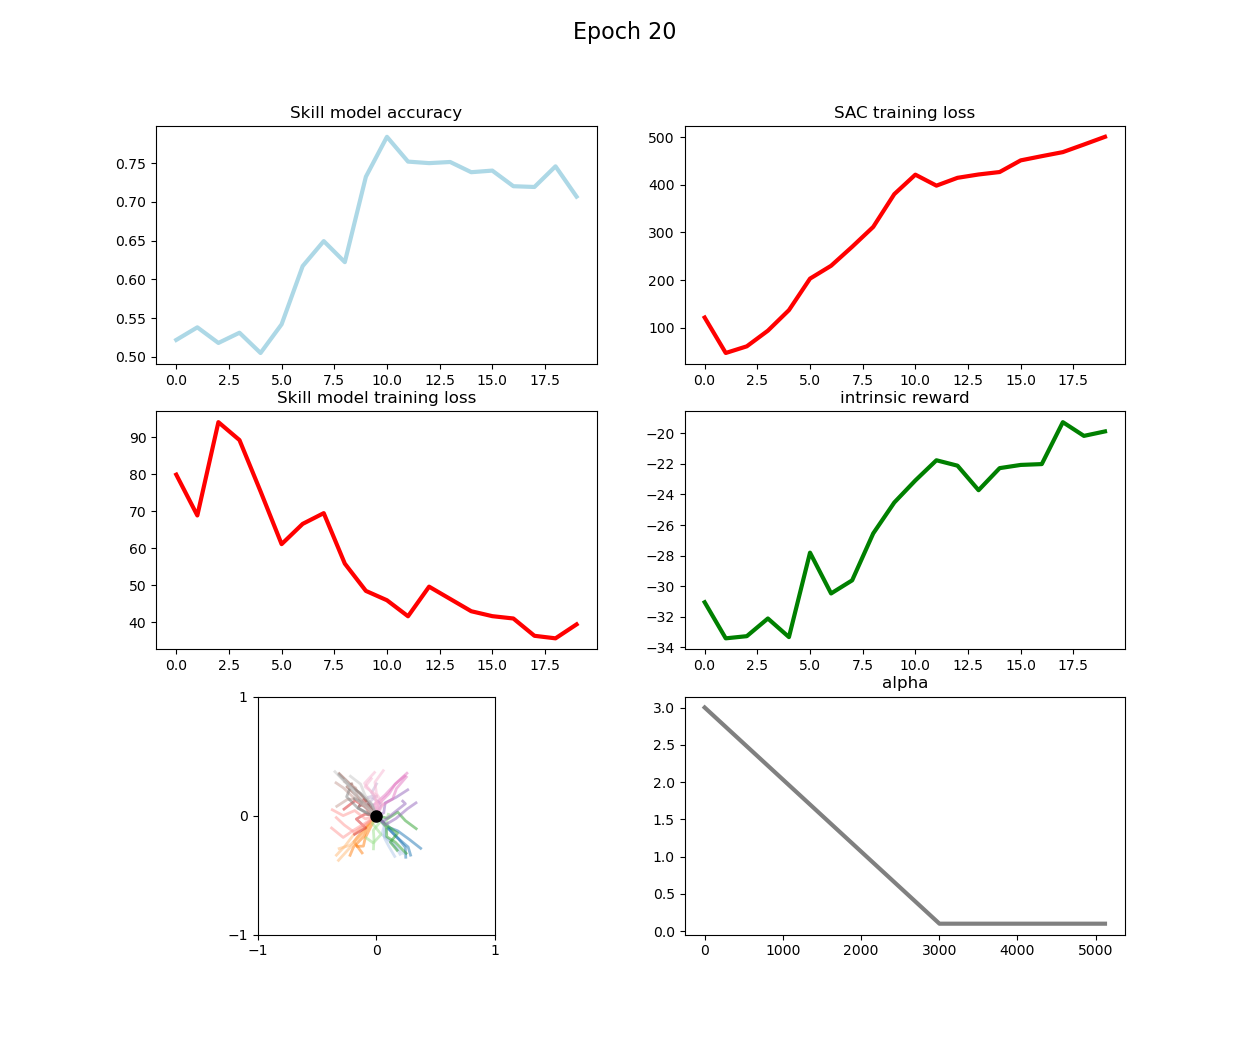 Epoch 20
Skill model accuracy
0.75
0.70
0.65
0.60
0.55
0.50
0.0 2.5 5.0 7.5 10.0 12.5 15.0 17.5
SAC training loss
500
400
300
200
100
0.0 2.5 5.0 7.5 10.0 12.5 15.0 17.5
Skill model training loss
90
80
70
60
50
40
0.0 2.5 5.0 7.5 10.0 12.5 15.0 17.5
intrinsic reward
−20
−22
−24
−26
−28
−30
−32
−34
0.0 2.5 5.0 7.5 10.0 12.5 15.0 17.5
1
0
−1
−1 0 1
alpha
3.0
2.5
2.0
1.5
1.0
0.5
0.0
0 1000 2000 3000 4000 5000